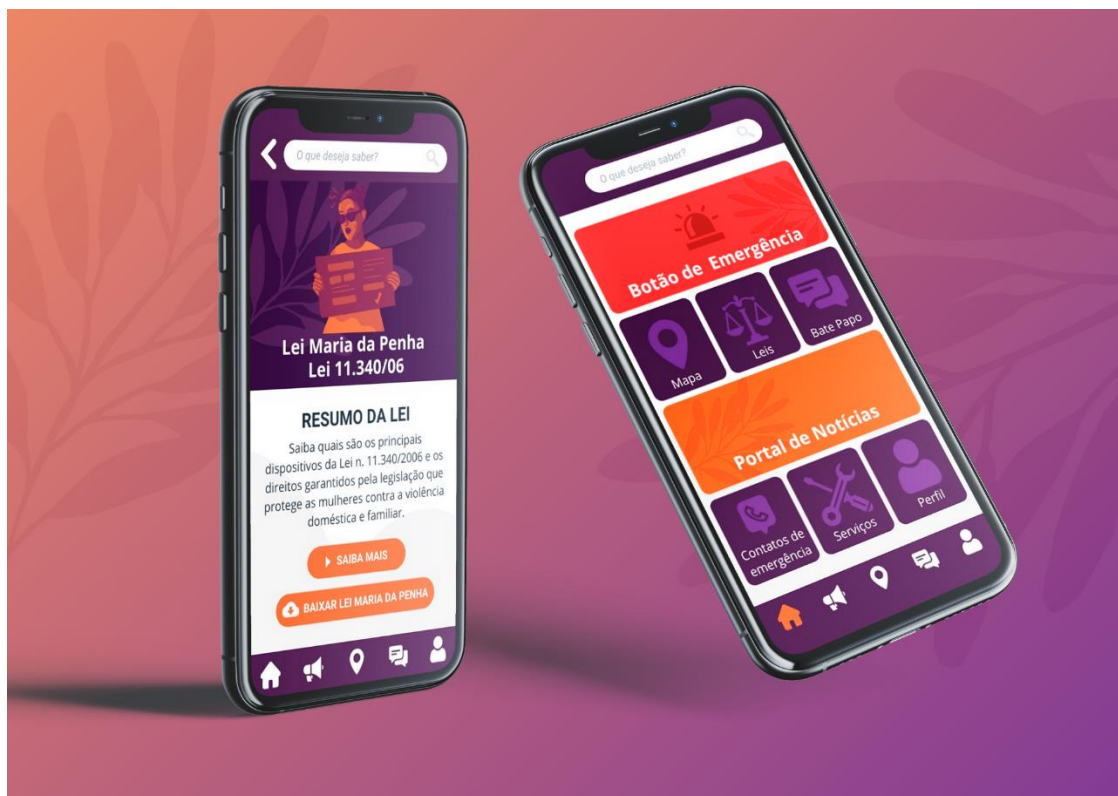 O que deseja saber?
Lei Maria da Penha
Lei 11.340/06
RESUMO DA LEI
Saiba quais são os principais
dispositivos da Lei n. 11.340/2006 e os
direitos garantidos pela legislação que
protege as mulheres contra a violência
doméstica e familiar.
SAIBA MAIS
BAIXAR LEI MARIA DA PENHA
O que deseja saber?
Botão de Emergência
Mapa
Leis
Bate Papo
Portal de Notícias
Contatos de
emergência
Serviços
Perfil